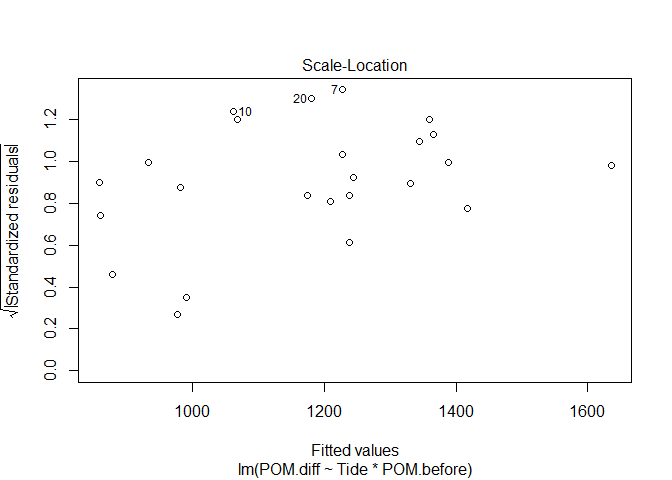 Scale-Location
7
20
10
√|Standardized residuals|
0.0 0.2 0.4 0.6 0.8 1.0 1.2
1000 1200 1400 1600
Fitted values
lm(POM.diff ~ Tide * POM.before)